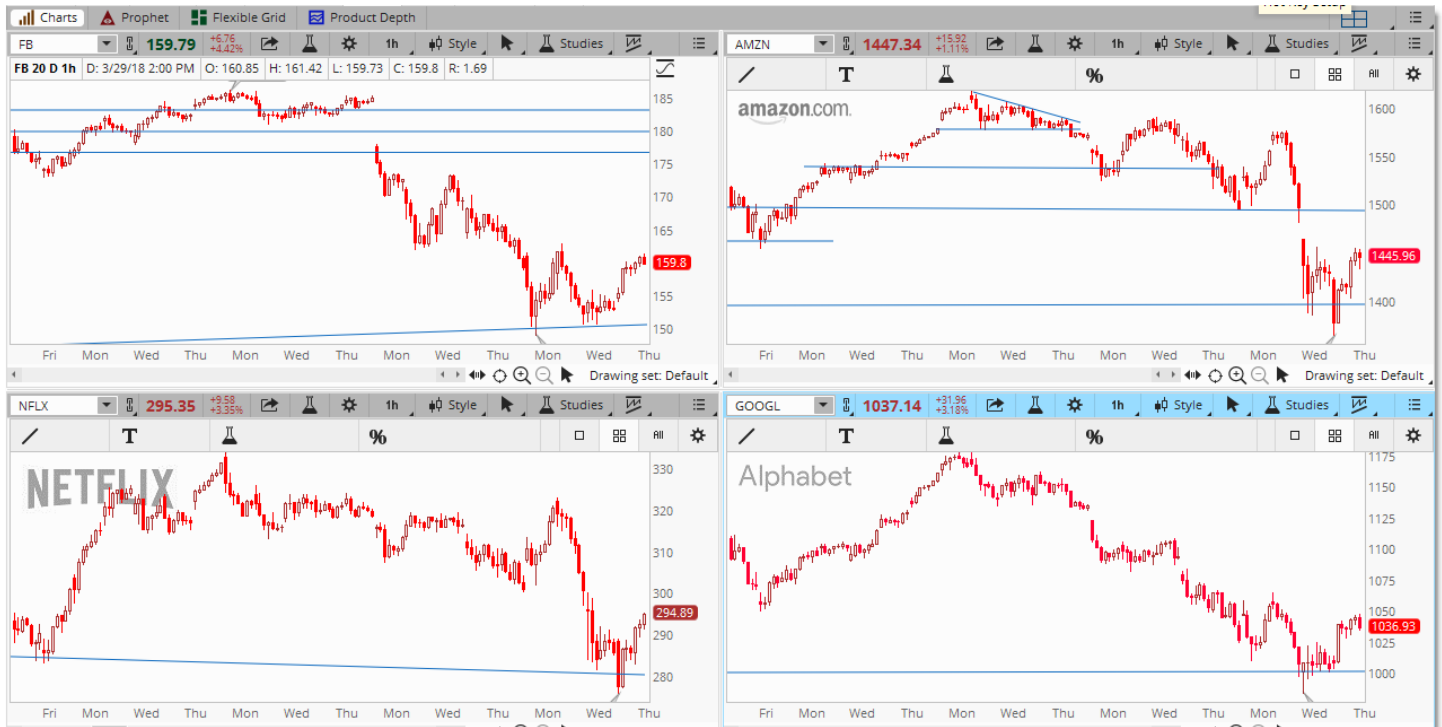 Charts Prophet Flexible Grid Product Depth
FB 159.79 +6.76 +4.42% 1h Style Studies
FB 20 D 1h D: 3/29/18 2:00 PM O: 160.85 H: 161.42 L: 159.73 C: 159.8 R: 1.69
185
180
175
170
165
159.8
155
150
Fri Mon Wed Thu Mon Wed Thu Mon Wed Thu Mon Wed Thu
Drawing set: Default
AMZN 1447.34 +15.92 +1.11% 1h Style Studies
T % All
amazon.com.
1600
1550
1500
1445.96
1400
Fri Mon Wed Thu Mon Wed Thu Mon Wed Thu Mon Wed Thu
Drawing set: Default
NFLX 295.35 +9.58 +3.35% 1h Style Studies
T % All
NETFLIX
330
320
310
300
294.89
290
280
Fri Mon Wed Thu Mon Wed Thu Mon Wed Thu Mon Wed Thu
GOOGL 1037.14 +31.96 +3.18% 1h Style Studies
T % All
Alphabet
1175
1150
1125
1100
1075
1050
1036.93
1025
1000
Fri Mon Wed Thu Mon Wed Thu Mon Wed Thu Mon Wed Thu